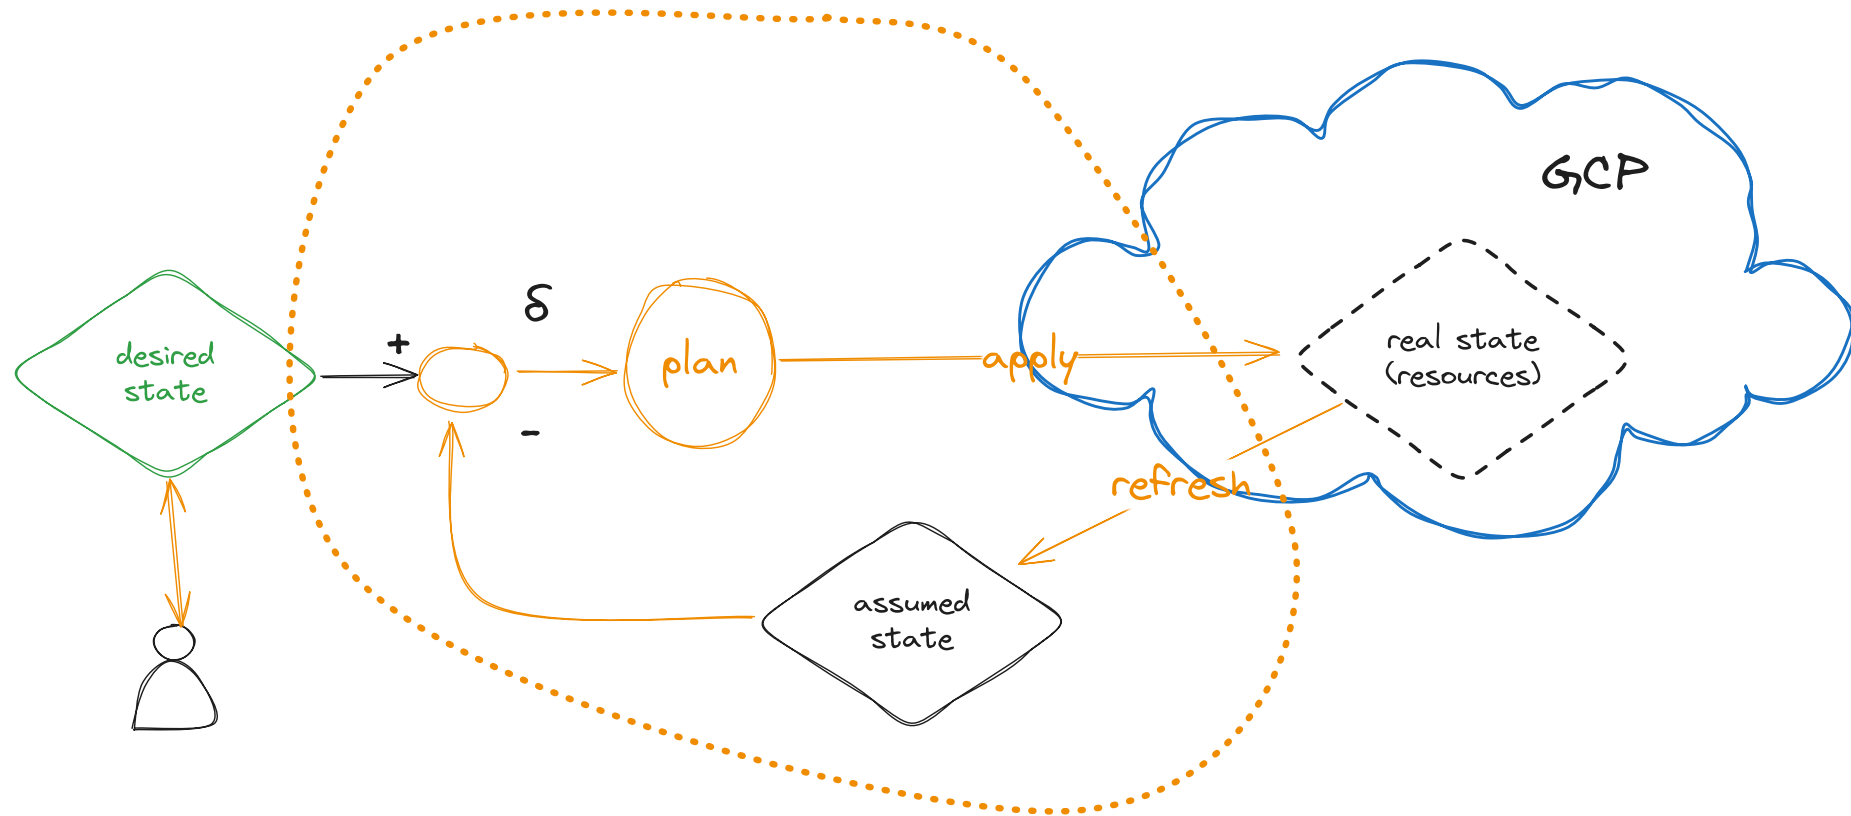 GCP
δ
+
desired
state
plan
apply
real state
(resources)
-
refresh
assumed
state